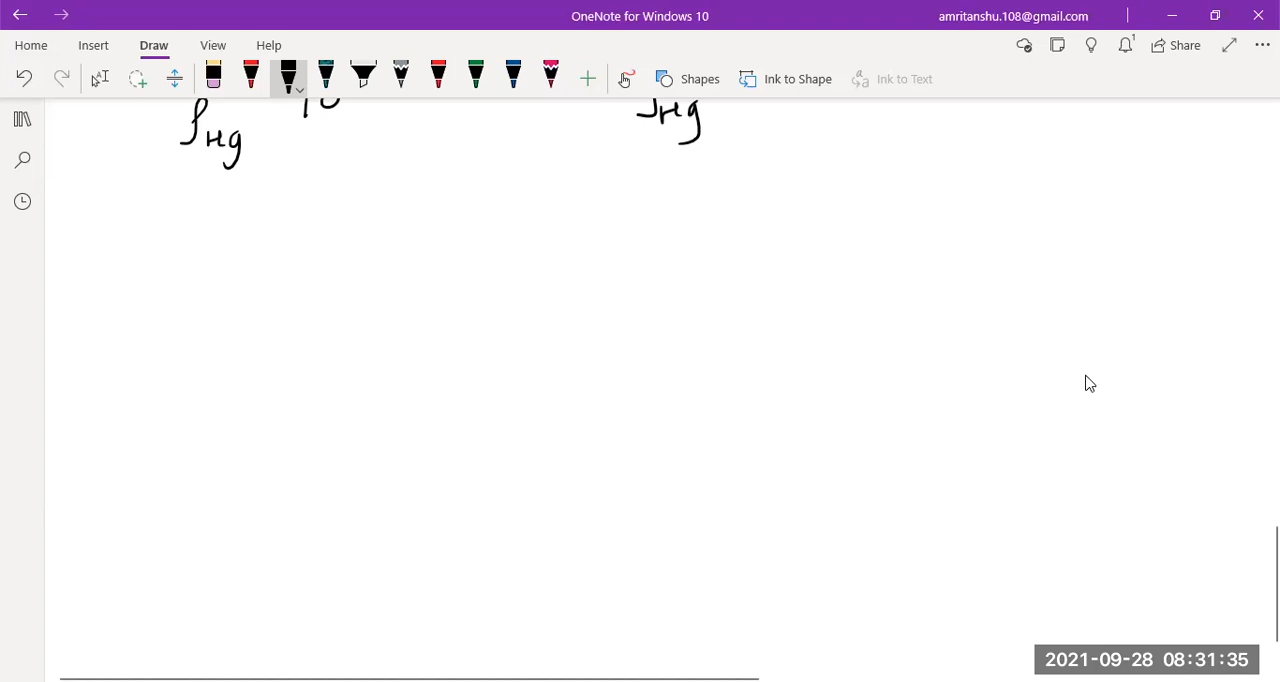 OneNote for Windows 10
amritanshu.108@gmail.com
Home Insert Draw View Help
Share
Shapes
Ink to Shape
Ink to Text
10
ρHg
ρHg
2021-09-28 08:31:35